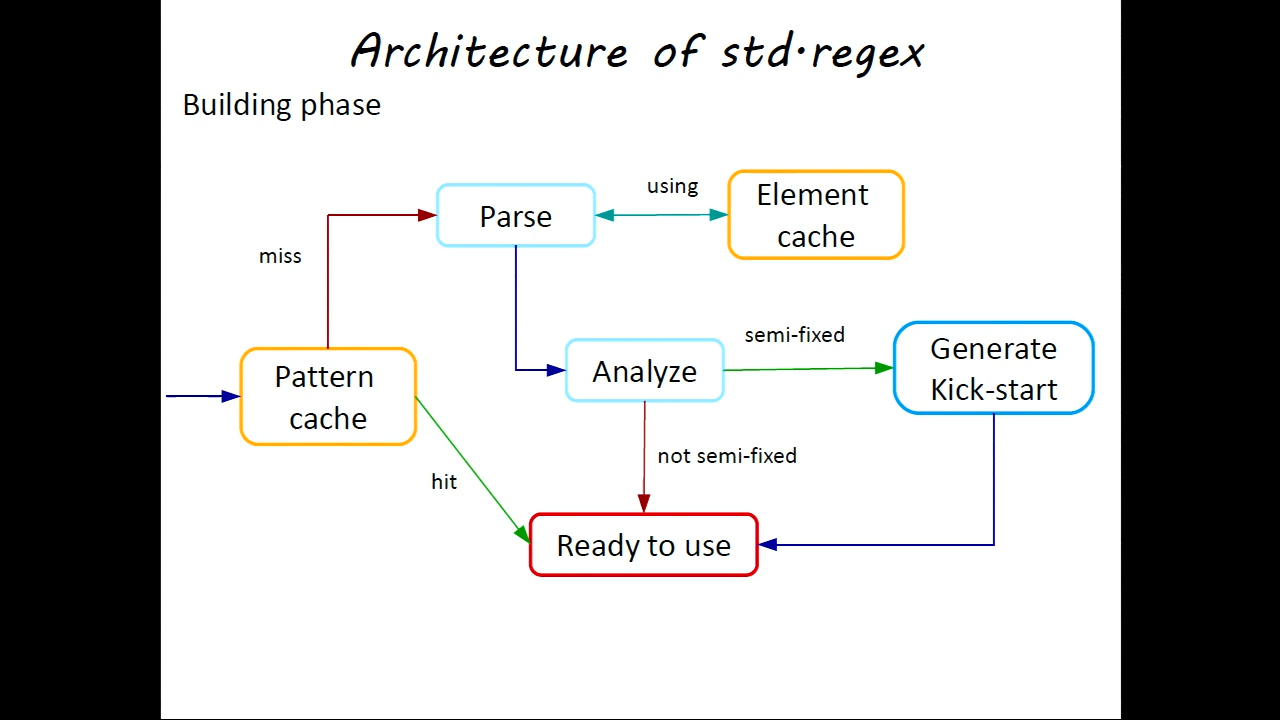 Architecture of std.regex
Building phase
using
Element
cache
Parse
miss
semi-fixed
Generate
Kick-start
Analyze
Pattern
cache
not semi-fixed
hit
Ready to use